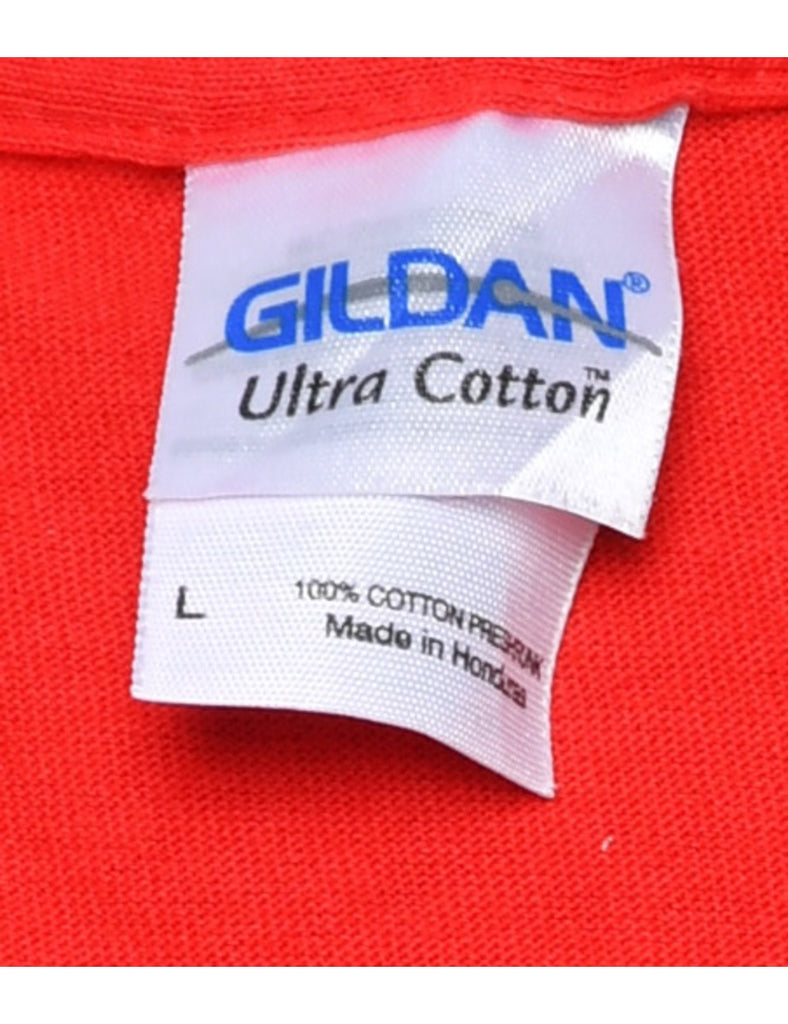 GILDAN®
Ultra Cotton™
L
100% COTTON PRESHRUNK
Made in Honduras